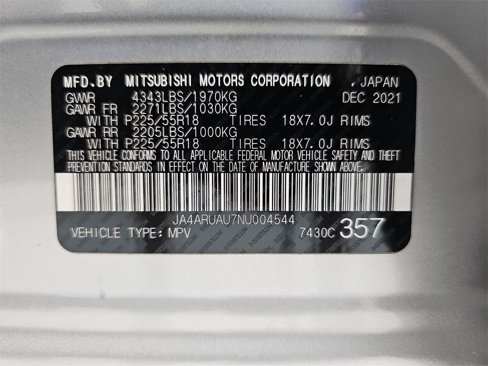 MFD.BY MITSUBISHI MOTORS CORPORATION , JAPAN
GVWR 4343LBS/1970KG DEC 2021
GAWR FR 2271LBS/1030KG
WITH P225/55R18 TIRES 18X7.0J RIMS
GAWR RR 2205LBS/1000KG
WITH P225/55R18 TIRES 18X7.0J RIMS
THIS VEHICLE CONFORMS TO ALL APPLICABLE FEDERAL MOTOR VEHICLE SAFETY AND THEFT
PREVENTION STANDARDS IN EFFECT ON THE DATE OF MANUFACTURE SHOWN ABOVE.
JA4ARUAU7NU004544
VEHICLE TYPE: MPV 7430C 357